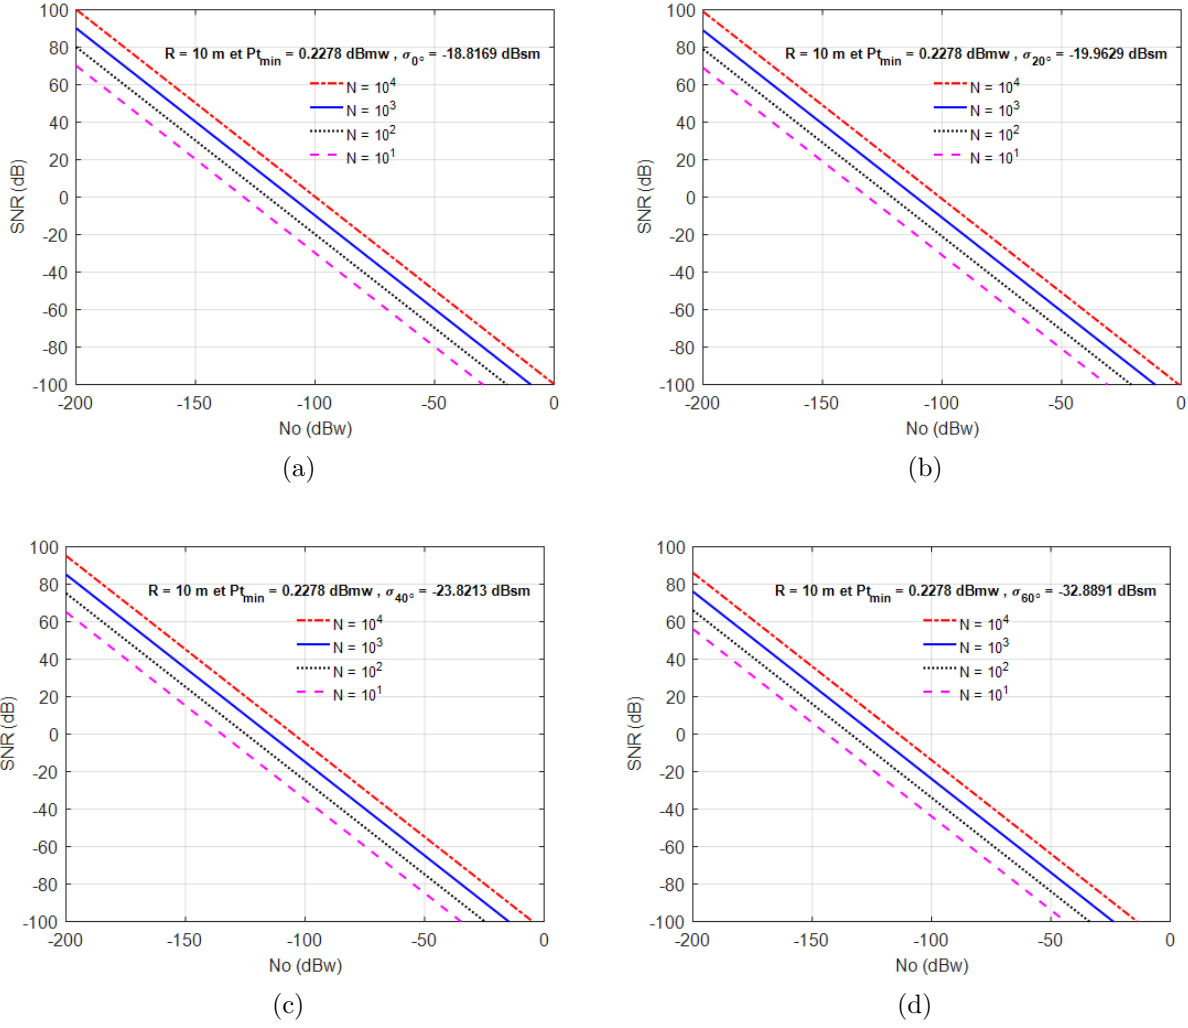 R = 10 m et Pt_min = 0.2278 dBmw , σ_0° = -18.8169 dBsm
N = 10^4
N = 10^3
N = 10^2
N = 10^1
SNR (dB)
100
80
60
40
20
0
-20
-40
-60
-80
-100
-200
-150
-100
-50
0
No (dBw)
(a)
R = 10 m et Pt_min = 0.2278 dBmw , σ_20° = -19.9629 dBsm
N = 10^4
N = 10^3
N = 10^2
N = 10^1
SNR (dB)
100
80
60
40
20
0
-20
-40
-60
-80
-100
-200
-150
-100
-50
0
No (dBw)
(b)
R = 10 m et Pt_min = 0.2278 dBmw , σ_40° = -23.8213 dBsm
N = 10^4
N = 10^3
N = 10^2
N = 10^1
SNR (dB)
100
80
60
40
20
0
-20
-40
-60
-80
-100
-200
-150
-100
-50
0
No (dBw)
(c)
R = 10 m et Pt_min = 0.2278 dBmw , σ_60° = -32.8891 dBsm
N = 10^4
N = 10^3
N = 10^2
N = 10^1
SNR (dB)
100
80
60
40
20
0
-20
-40
-60
-80
-100
-200
-150
-100
-50
0
No (dBw)
(d)